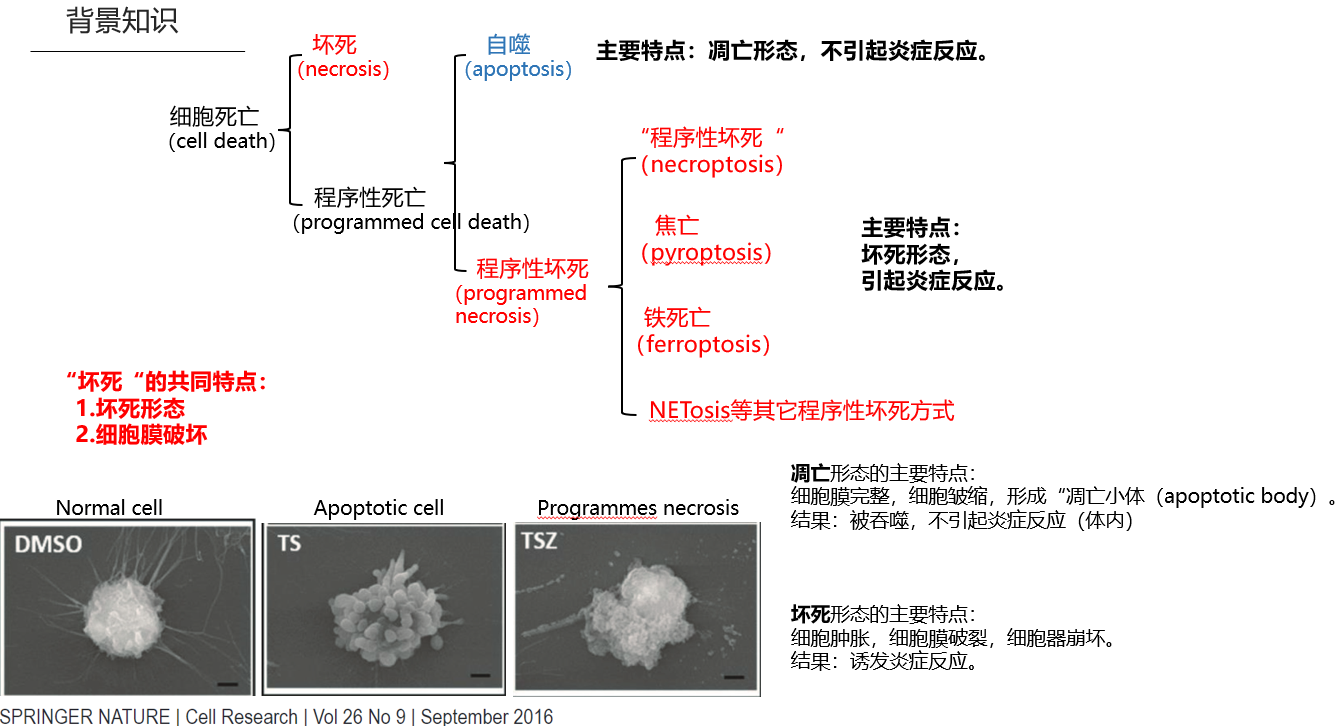 背景知识
坏死
(necrosis)
自噬
(apoptosis)
主要特点：凋亡形态，不引起炎症反应。
细胞死亡
(cell death)
“程序性坏死“
（necroptosis）
程序性死亡
(programmed cell death)
焦亡
（pyroptosis）
主要特点：
坏死形态，
引起炎症反应。
程序性坏死
(programmed
necrosis)
铁死亡
（ferroptosis）
“坏死“的共同特点：
1.坏死形态
2.细胞膜破坏
NETosis等其它程序性坏死方式
凋亡形态的主要特点：
细胞膜完整，细胞皱缩，形成“凋亡小体（apoptotic body）。
结果：被吞噬，不引起炎症反应（体内）
Normal cell
Apoptotic cell
Programmes necrosis
DMSO
TS
TSZ
坏死形态的主要特点：
细胞肿胀，细胞膜破裂，细胞器崩坏。
结果：诱发炎症反应。
SPRINGER NATURE | Cell Research | Vol 26 No 9 | September 2016